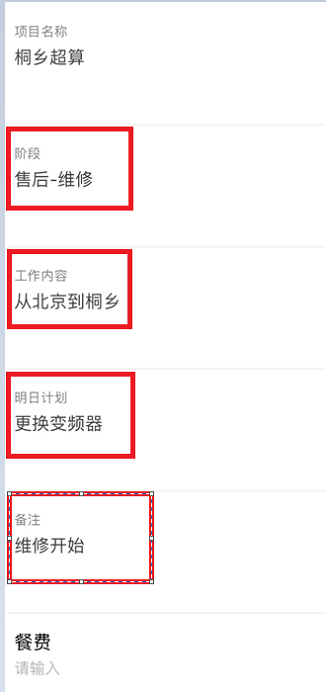 项目名称
桐乡超算
阶段
售后-维修
工作内容
从北京到桐乡
明日计划
更换变频器
备注
维修开始
餐费
请输入